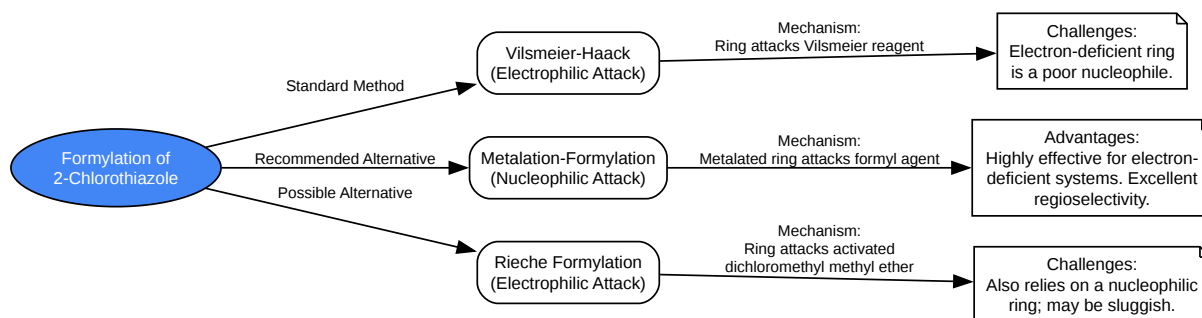 Formylation of
2-Chlorothiazole
Standard Method
Recommended Alternative
Possible Alternative
Vilsmeier-Haack
(Electrophilic Attack)
Mechanism:
Ring attacks Vilsmeier reagent
Challenges:
Electron-deficient ring
is a poor nucleophile.
Metalation-Formylation
(Nucleophilic Attack)
Mechanism:
Metalated ring attacks formyl agent
Advantages:
Highly effective for electron-
deficient systems. Excellent
regioselectivity.
Rieche Formylation
(Electrophilic Attack)
Mechanism:
Ring attacks activated
dichloromethyl methyl ether
Challenges:
Also relies on a nucleophilic
ring; may be sluggish.